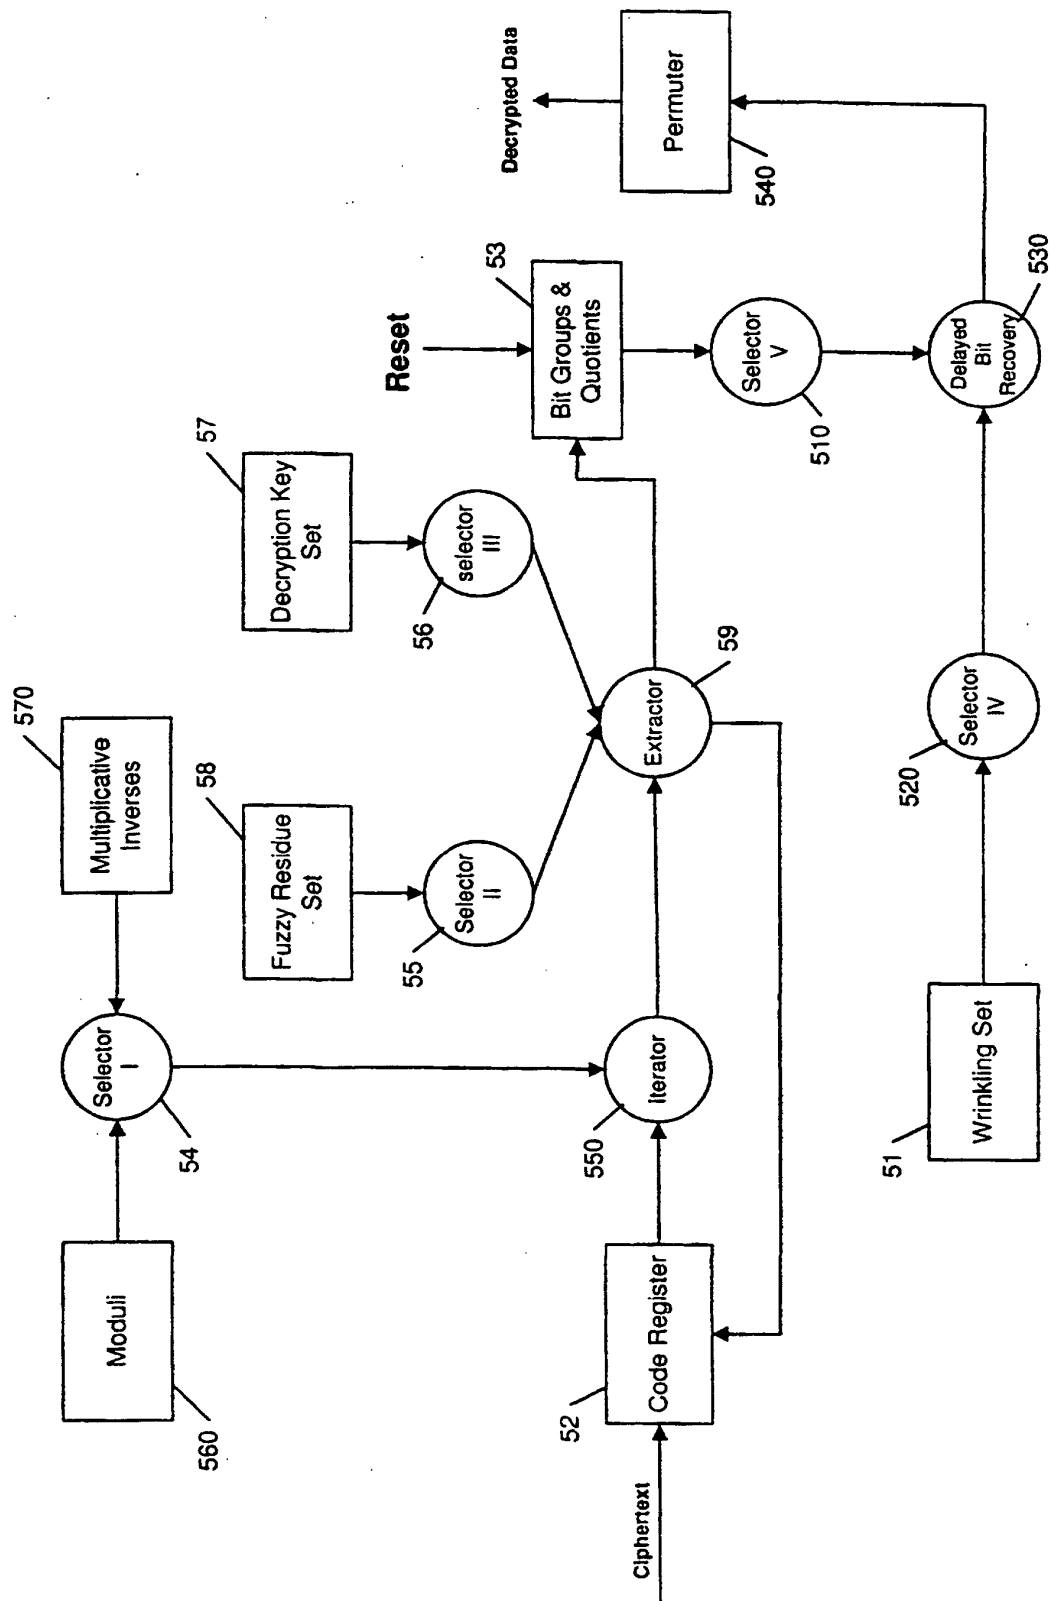 570
Multiplicative
Inverses
57
Decryption Key
Set
58
Fuzzy Residue
Set
Selector
I
54
Moduli
560
selector
III
56
Selector
II
55
Reset
53
Bit Groups &
Quotients
Decrypted Data
Permuter
540
Ciphertext
Code Register
52
Iterator
550
Extractor
59
Selector
V
510
Wrinkling Set
51
Selector
IV
520
Delayed
Bit
Recovery
530